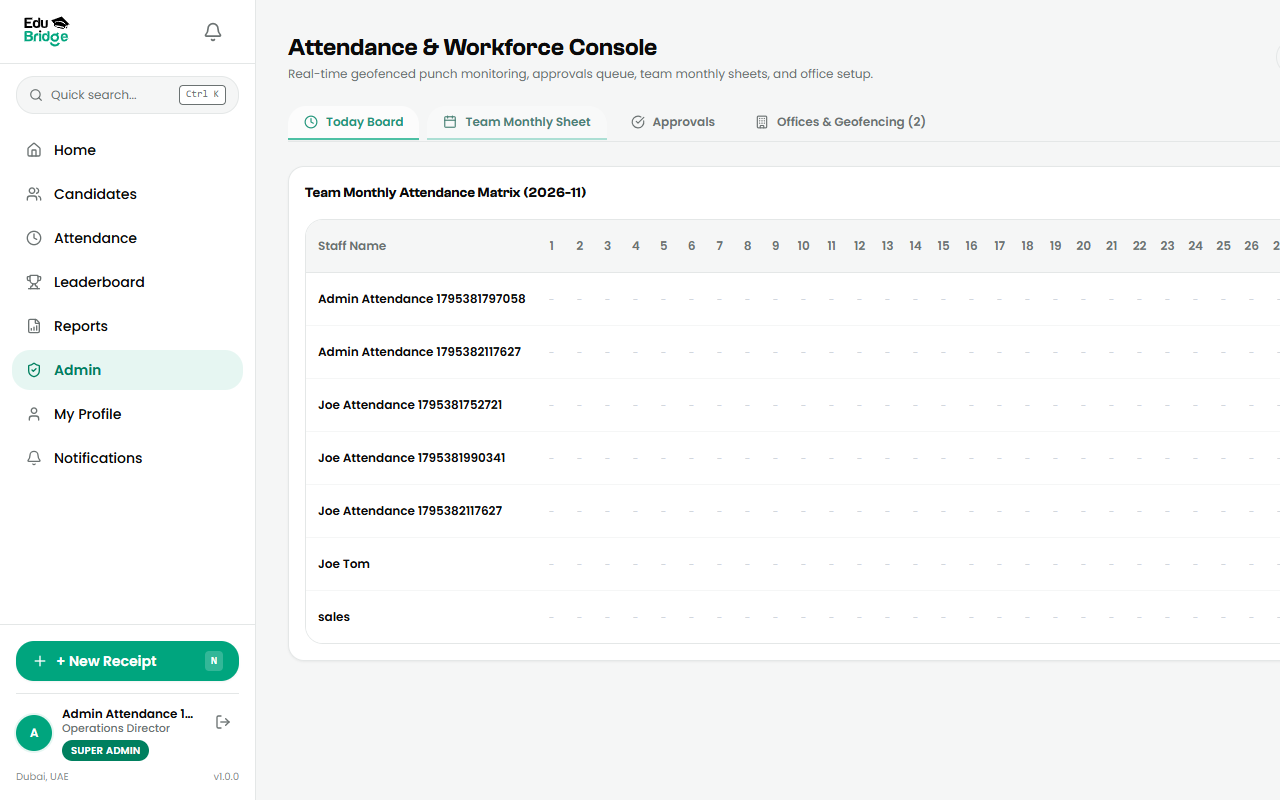 Edu
Bridge
Quick search...
Ctrl K
Home
Candidates
Attendance
Leaderboard
Reports
Admin
My Profile
Notifications
+ New Receipt
N
A
Admin Attendance 1...
Operations Director
SUPER ADMIN
Dubai, UAE
v1.0.0
Attendance & Workforce Console
Real-time geofenced punch monitoring, approvals queue, team monthly sheets, and office setup.
Today Board
Team Monthly Sheet
Approvals
Offices & Geofencing (2)
Team Monthly Attendance Matrix (2026-11)
Staff Name 1 2 3 4 5 6 7 8 9 10 11 12 13 14 15 16 17 18 19 20 21 22 23 24 25 26 2
Admin Attendance 1795381797058 - - - - - - - - - - - - - - - - - - - - - - - - - - -
Admin Attendance 1795382117627 - - - - - - - - - - - - - - - - - - - - - - - - - - -
Joe Attendance 1795381752721 - - - - - - - - - - - - - - - - - - - - - - - - - - -
Joe Attendance 1795381990341 - - - - - - - - - - - - - - - - - - - - - - - - - - -
Joe Attendance 1795382117627 - - - - - - - - - - - - - - - - - - - - - - - - - - -
Joe Tom - - - - - - - - - - - - - - - - - - - - - - - - - - -
sales - - - - - - - - - - - - - - - - - - - - - - - - - - -